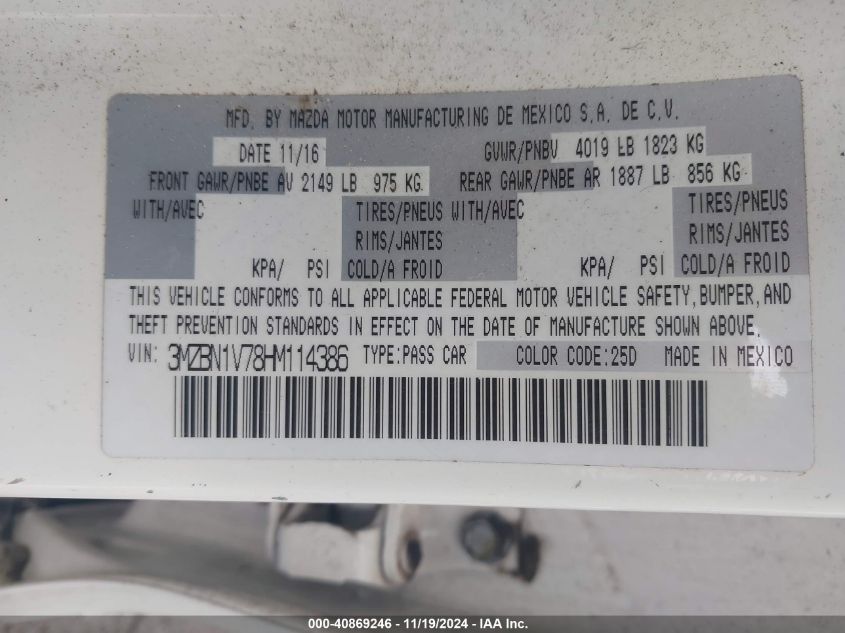 MFD. BY MAZDA MOTOR MANUFACTURING DE MEXICO S.A. DE C.V.
DATE 11/16 GVWR/PNBV 4019 LB 1823 KG
FRONT GAWR/PNBE AV 2149 LB 975 KG REAR GAWR/PNBE AR 1887 LB 856 KG
WITH/AVEC TIRES/PNEUS WITH/AVEC TIRES/PNEUS
RIMS/JANTES RIMS/JANTES
KPA/ PSI COLD/A FROID KPA/ PSI COLD/A FROID
THIS VEHICLE CONFORMS TO ALL APPLICABLE FEDERAL MOTOR VEHICLE SAFETY, BUMPER, AND
THEFT PREVENTION STANDARDS IN EFFECT ON THE DATE OF MANUFACTURE SHOWN ABOVE.
VIN: 3MZBN1V78HM114386 TYPE:PASS CAR COLOR CODE:25D MADE IN MEXICO
000-40869246 - 11/19/2024 - IAA Inc.